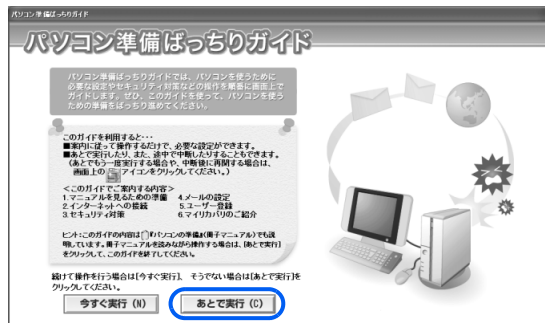 パソコン準備ばっちりガイド
パソコン準備ばっちりガイド
パソコン準備ばっちりガイドでは、パソコンを使うために
必要な設定やセキュリティ対策などの操作を順番に画面上で
ガイドします。ぜひ、このガイドを使って、パソコンを使う
ための準備をばっちり進めてください。
このガイドを利用すると・・・
■案内に従って操作するだけで、必要な設定ができます。
■あとで実行したり、また、途中で中断したりすることもできます。
(あとでもう一度実行する場合や、中断後に再開する場合は、
画面上の アイコンをクリックしてください。)
<このガイドでご案内する内容>
1.マニュアルを見るための準備 4.メールの設定
2.インターネットへの接続 5.ユーザー登録
3.セキュリティ対策 6.マイリカバリのご紹介
ヒント:このガイドの内容は『パソコンの準備』(冊子マニュアル)でも説
明しています。冊子マニュアルを読みながら操作する場合は、[あとで実行]
をクリックして、このガイドを終了してください。
続けて操作を行う場合は[今すぐ実行]、そうでない場合は[あとで実行]を
クリックしてください。
今すぐ実行 (N) あとで実行 (C)